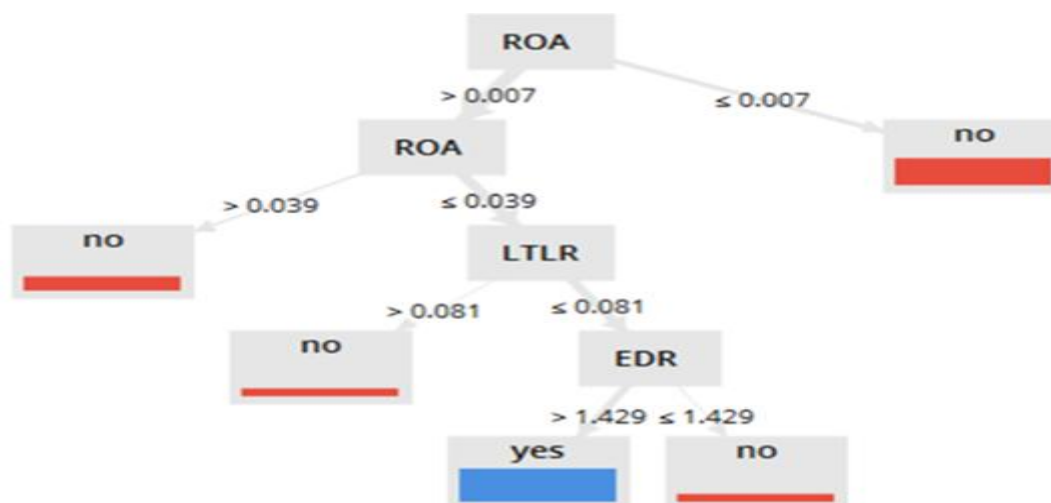 ROA
> 0.007
≤ 0.007
ROA
no
> 0.039
≤ 0.039
no
LTLR
> 0.081
≤ 0.081
no
EDR
> 1.429
≤ 1.429
yes
no